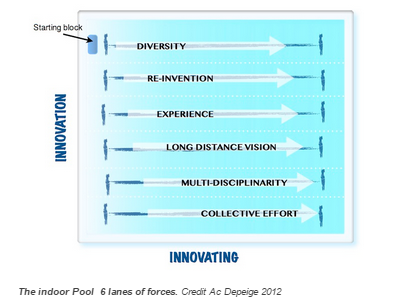 Starting block
DIVERSITY
RE-INVENTION
EXPERIENCE
LONG DISTANCE VISION
MULTI-DISCIPLINARITY
COLLECTIVE EFFORT
INNOVATION
INNOVATING
The indoor Pool 6 lanes of forces. Credit Ac Depeige 2012